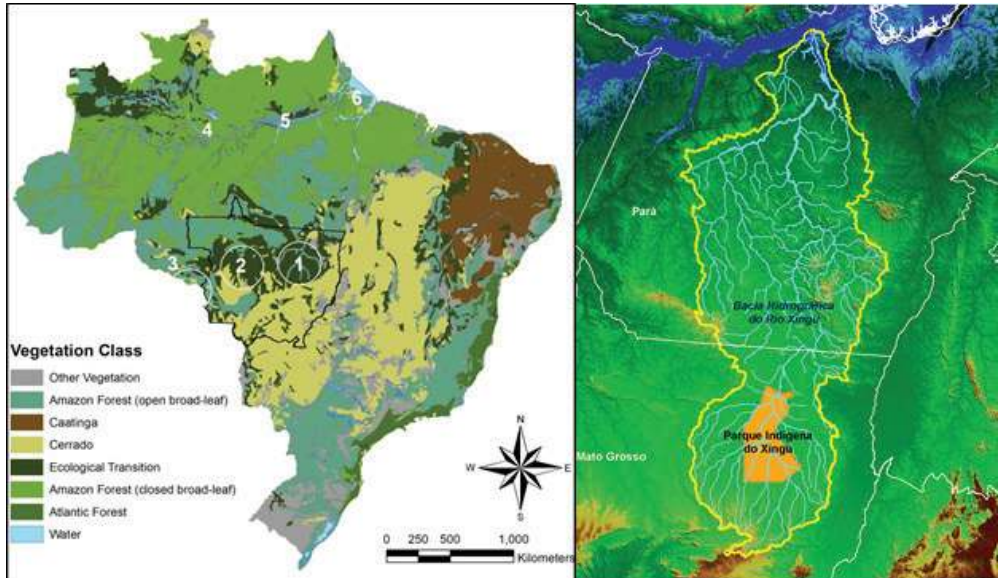 6
4
5
3
2
1
Vegetation Class
Other Vegetation
Amazon Forest (open broad-leaf)
Caatinga
Cerrado
Ecological Transition
Amazon Forest (closed broad-leaf)
Atlantic Forest
Water
N
W
E
S
0 250 500 1,000
Kilometers
Pará
Bacia Hidrográfica
do Rio Xingu
Parque Indígena
do Xingu
Mato Grosso